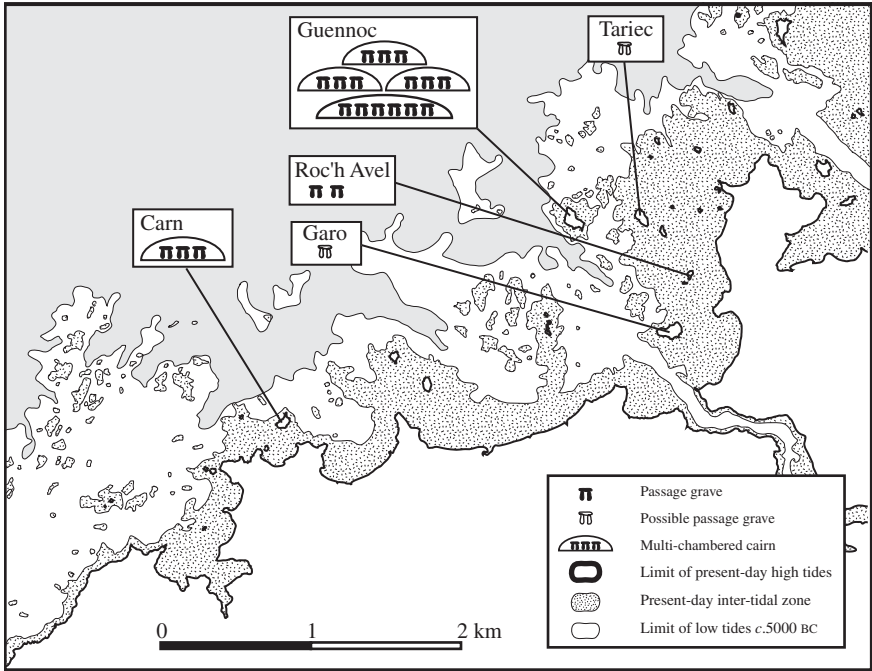 Guennoc
Tariec
Roc'h Avel
Carn
Garo
Passage grave
Possible passage grave
Multi-chambered cairn
Limit of present-day high tides
Present-day inter-tidal zone
Limit of low tides c.5000 BC
0 1 2 km